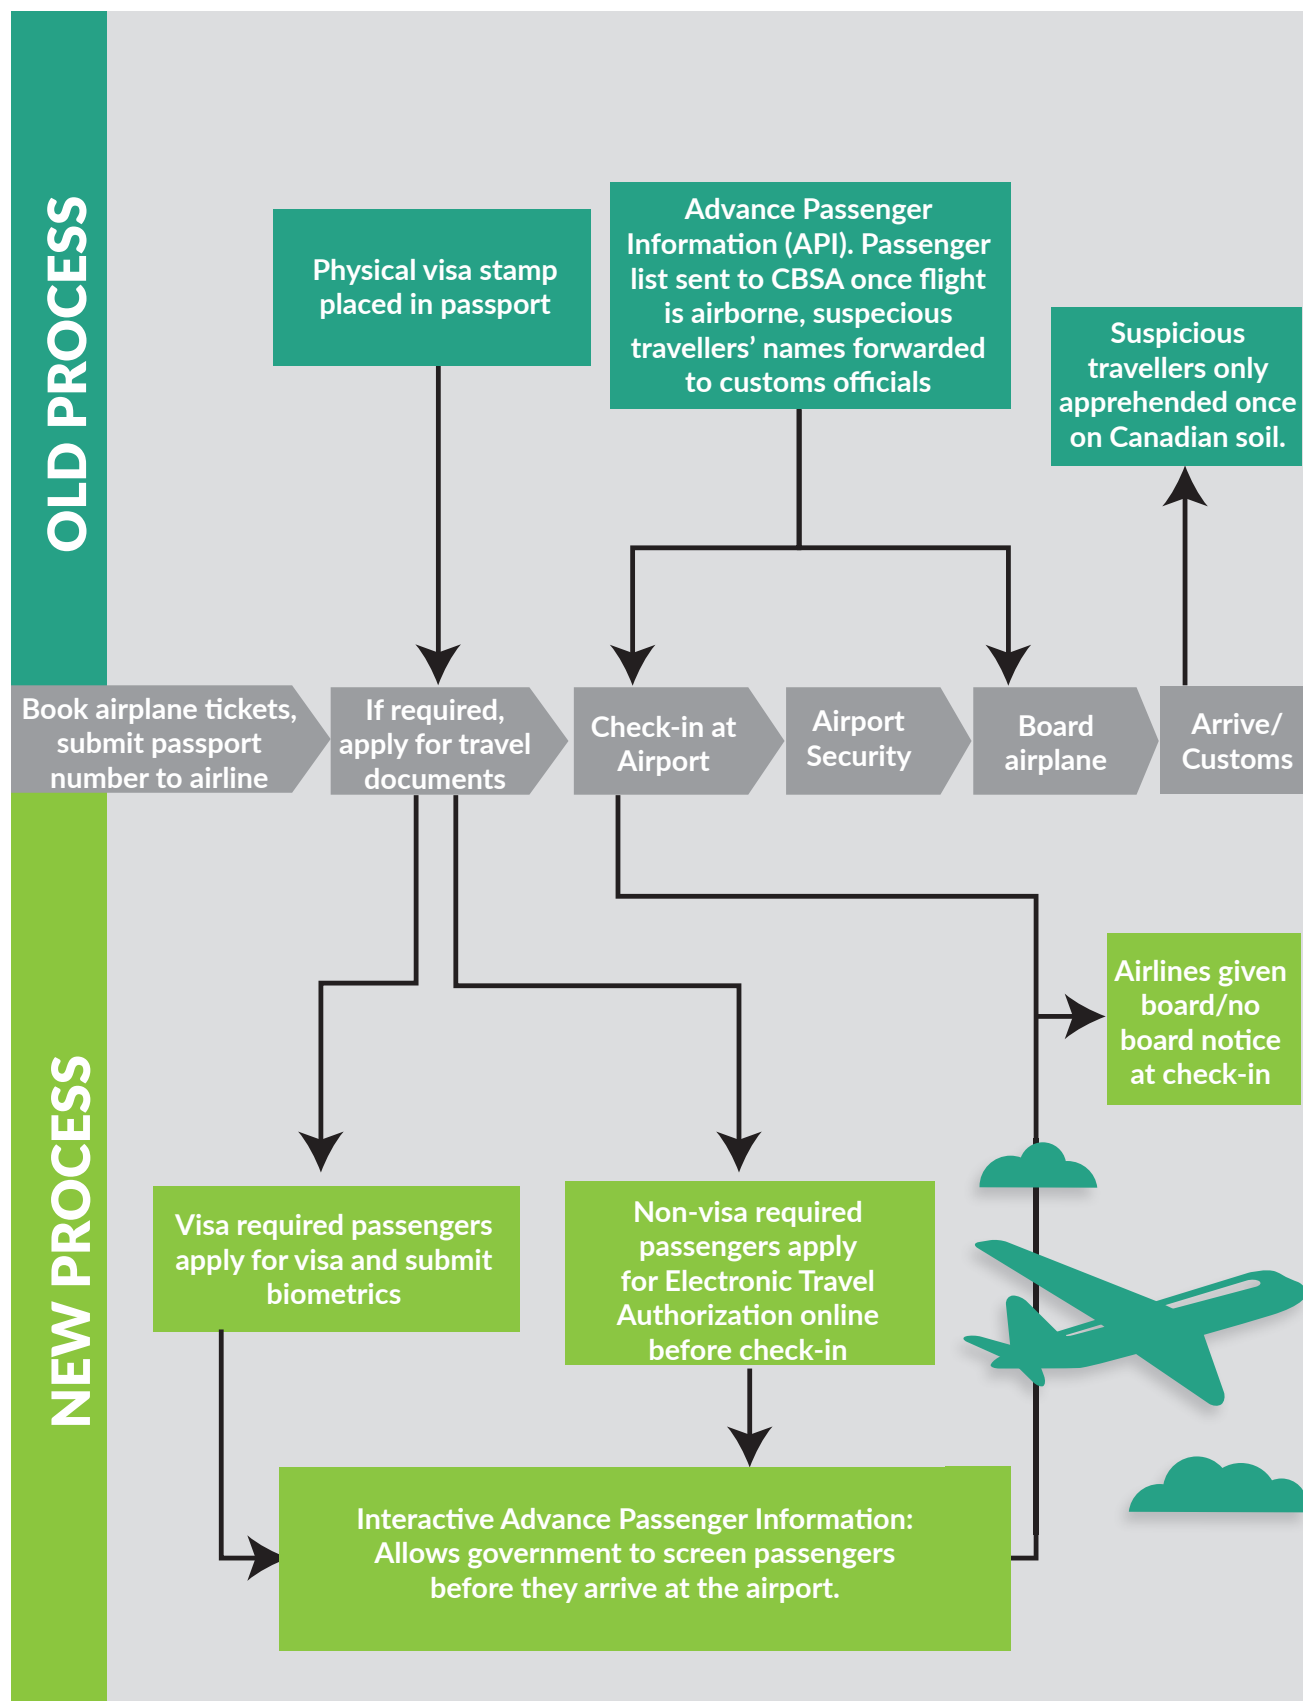 OLD PROCESS
Physical visa stamp
placed in passport
Advance Passenger
Information (API). Passenger
list sent to CBSA once flight
is airborne, suspecious
travellers’ names forwarded
to customs officials
Suspicious
travellers only
apprehended once
on Canadian soil.
Book airplane tickets,
submit passport
number to airline
If required,
apply for travel
documents
Check-in at
Airport
Airport
Security
Board
airplane
Arrive/
Customs
NEW PROCESS
Airlines given
board/no
board notice
at check-in
Visa required passengers
apply for visa and submit
biometrics
Non-visa required
passengers apply
for Electronic Travel
Authorization online
before check-in
Interactive Advance Passenger Information:
Allows government to screen passengers
before they arrive at the airport.